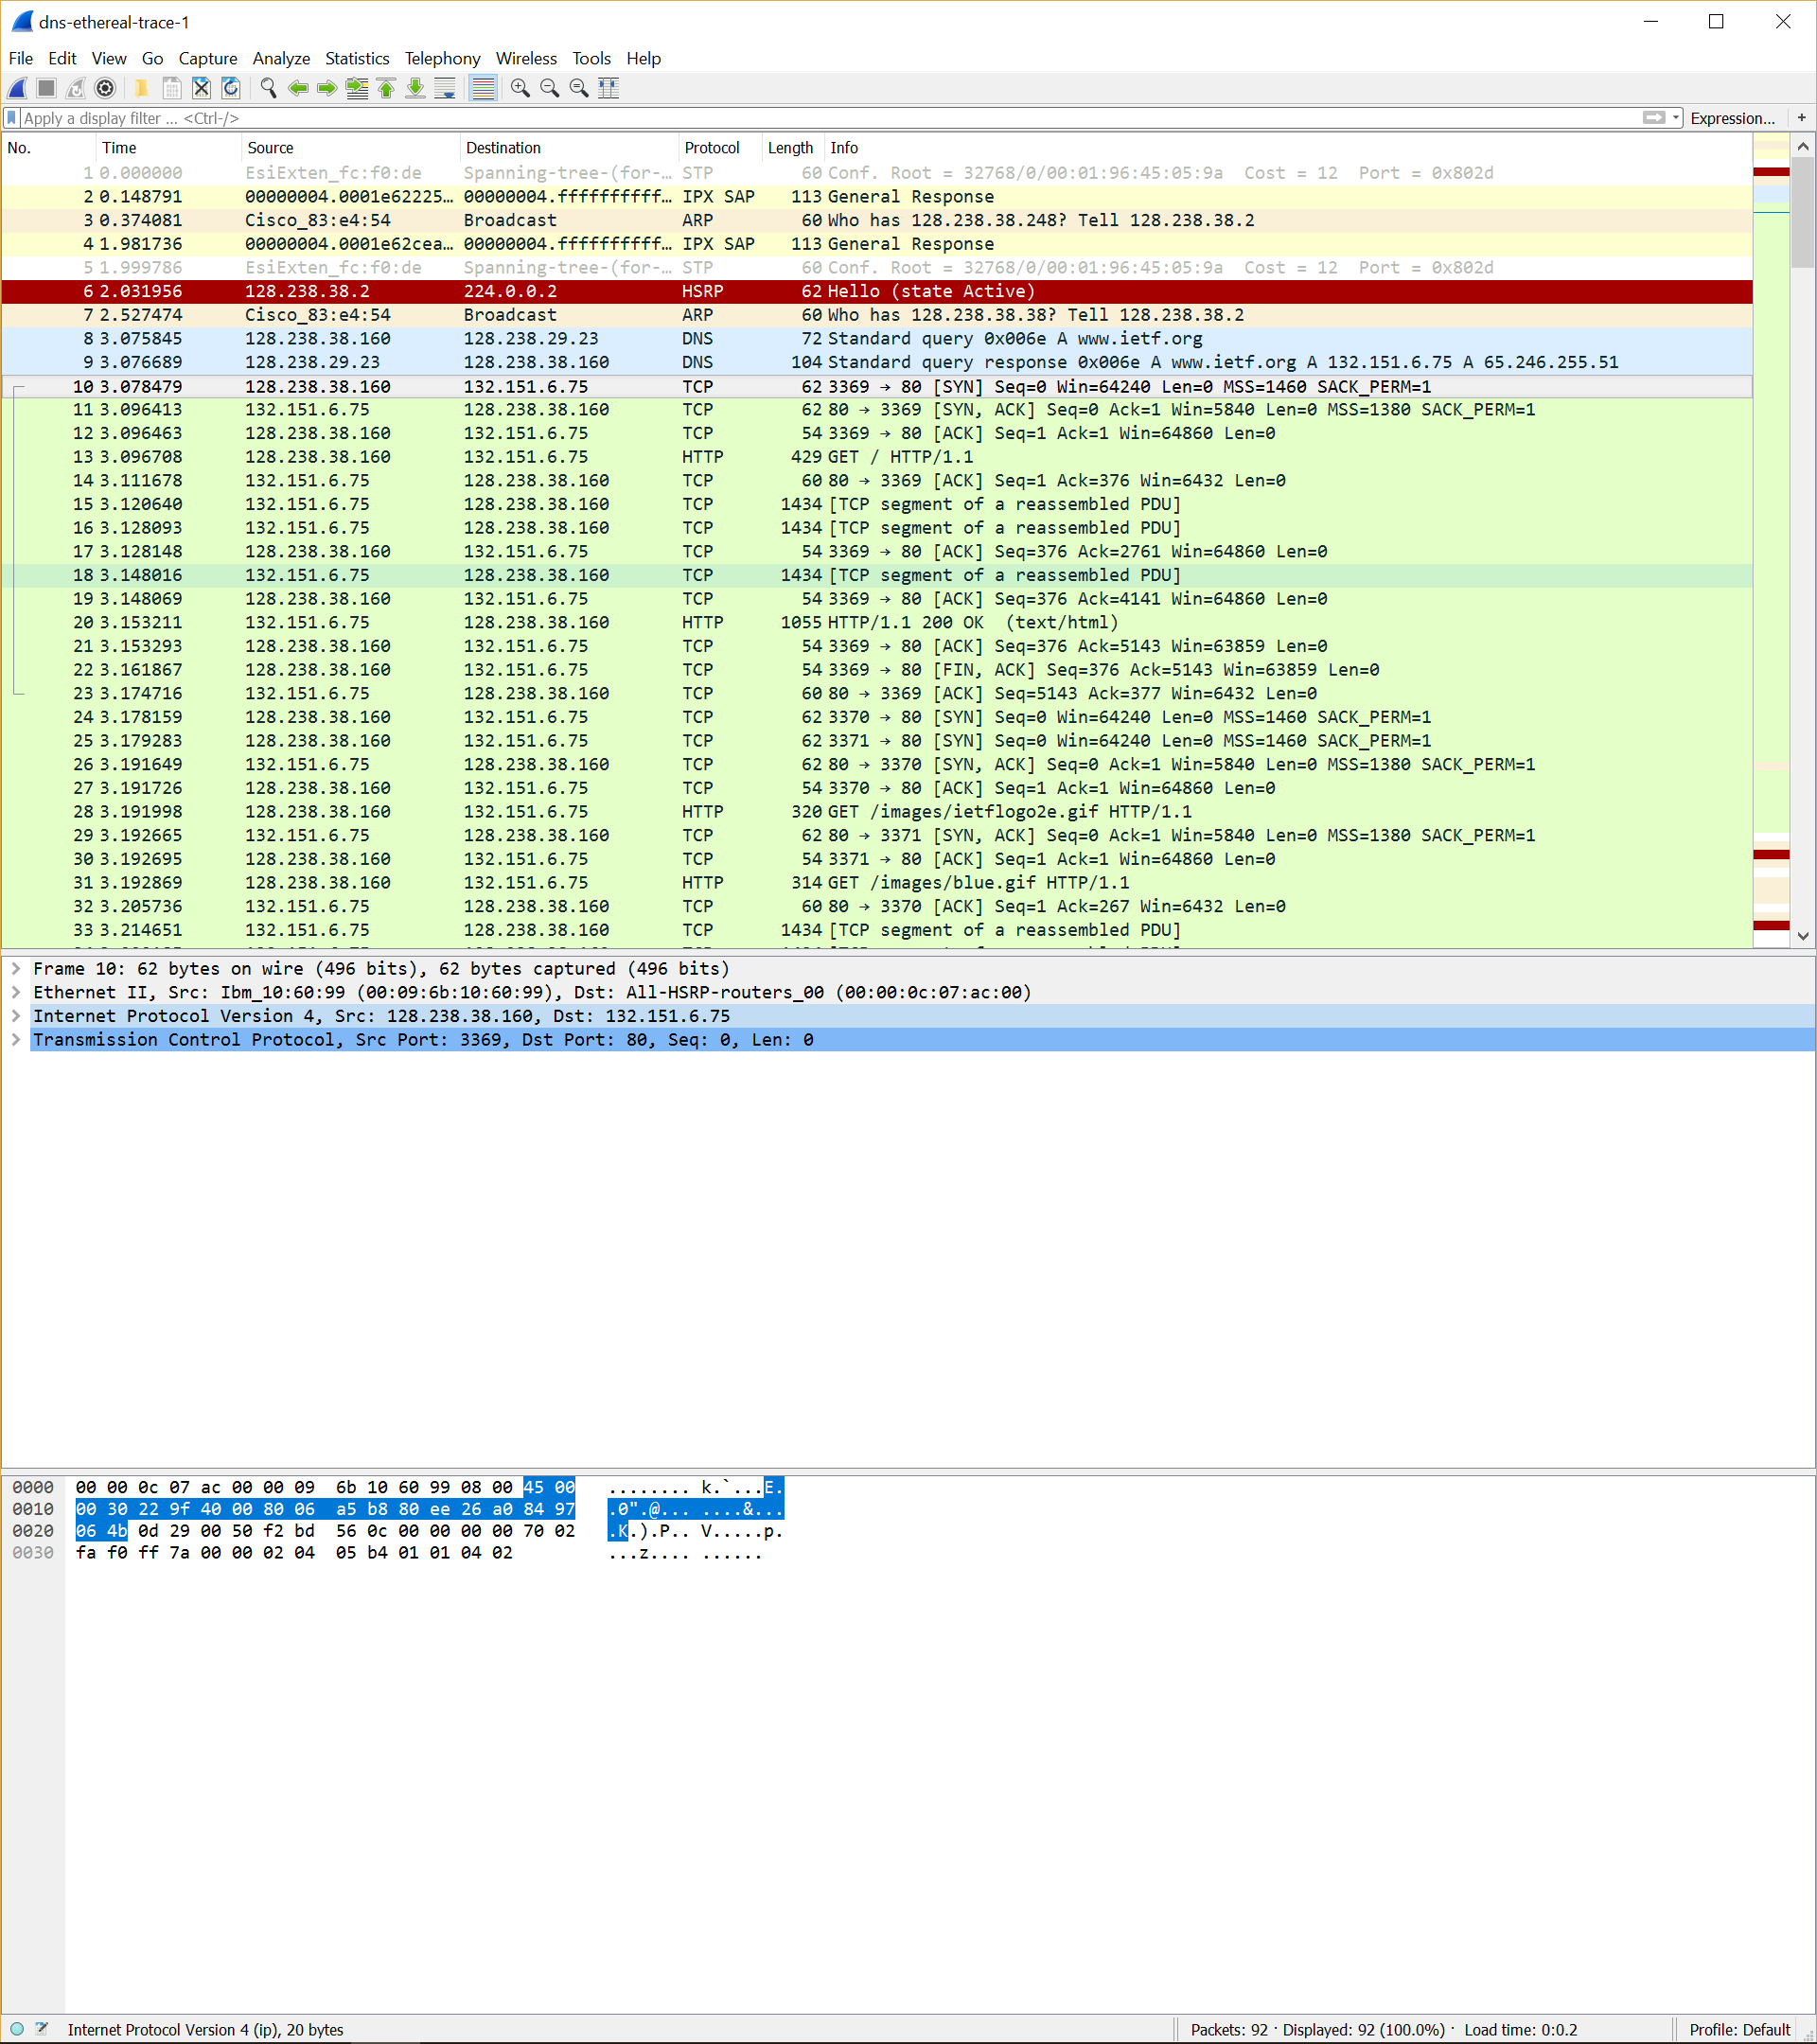 dns-ethereal-trace-1
File Edit View Go Capture Analyze Statistics Telephony Wireless Tools Help
Apply a display filter ... <Ctrl-/> Expression... +
No. Time Source Destination Protocol Length Info
1 0.000000 EsiExten_fc:f0:de Spanning-tree-(for-… STP 60 Conf. Root = 32768/0/00:01:96:45:05:9a Cost = 12 Port = 0x802d
2 0.148791 00000004.0001e62225… 00000004.ffffffffff… IPX SAP 113 General Response
3 0.374081 Cisco_83:e4:54 Broadcast ARP 60 Who has 128.238.38.248? Tell 128.238.38.2
4 1.981736 00000004.0001e62cea… 00000004.ffffffffff… IPX SAP 113 General Response
5 1.999786 EsiExten_fc:f0:de Spanning-tree-(for-… STP 60 Conf. Root = 32768/0/00:01:96:45:05:9a Cost = 12 Port = 0x802d
6 2.031956 128.238.38.2 224.0.0.2 HSRP 62 Hello (state Active)
7 2.527474 Cisco_83:e4:54 Broadcast ARP 60 Who has 128.238.38.38? Tell 128.238.38.2
8 3.075845 128.238.38.160 128.238.29.23 DNS 72 Standard query 0x006e A www.ietf.org
9 3.076689 128.238.29.23 128.238.38.160 DNS 104 Standard query response 0x006e A www.ietf.org A 132.151.6.75 A 65.246.255.51
10 3.078479 128.238.38.160 132.151.6.75 TCP 62 3369 → 80 [SYN] Seq=0 Win=64240 Len=0 MSS=1460 SACK_PERM=1
11 3.096413 132.151.6.75 128.238.38.160 TCP 62 80 → 3369 [SYN, ACK] Seq=0 Ack=1 Win=5840 Len=0 MSS=1380 SACK_PERM=1
12 3.096463 128.238.38.160 132.151.6.75 TCP 54 3369 → 80 [ACK] Seq=1 Ack=1 Win=64860 Len=0
13 3.096708 128.238.38.160 132.151.6.75 HTTP 429 GET / HTTP/1.1
14 3.111678 132.151.6.75 128.238.38.160 TCP 60 80 → 3369 [ACK] Seq=1 Ack=376 Win=6432 Len=0
15 3.120640 132.151.6.75 128.238.38.160 TCP 1434 [TCP segment of a reassembled PDU]
16 3.128093 132.151.6.75 128.238.38.160 TCP 1434 [TCP segment of a reassembled PDU]
17 3.128148 128.238.38.160 132.151.6.75 TCP 54 3369 → 80 [ACK] Seq=376 Ack=2761 Win=64860 Len=0
18 3.148016 132.151.6.75 128.238.38.160 TCP 1434 [TCP segment of a reassembled PDU]
19 3.148069 128.238.38.160 132.151.6.75 TCP 54 3369 → 80 [ACK] Seq=376 Ack=4141 Win=64860 Len=0
20 3.153211 132.151.6.75 128.238.38.160 HTTP 1055 HTTP/1.1 200 OK (text/html)
21 3.153293 128.238.38.160 132.151.6.75 TCP 54 3369 → 80 [ACK] Seq=376 Ack=5143 Win=63859 Len=0
22 3.161867 128.238.38.160 132.151.6.75 TCP 54 3369 → 80 [FIN, ACK] Seq=376 Ack=5143 Win=63859 Len=0
23 3.174716 132.151.6.75 128.238.38.160 TCP 60 80 → 3369 [ACK] Seq=5143 Ack=377 Win=6432 Len=0
24 3.178159 128.238.38.160 132.151.6.75 TCP 62 3370 → 80 [SYN] Seq=0 Win=64240 Len=0 MSS=1460 SACK_PERM=1
25 3.179283 128.238.38.160 132.151.6.75 TCP 62 3371 → 80 [SYN] Seq=0 Win=64240 Len=0 MSS=1460 SACK_PERM=1
26 3.191649 132.151.6.75 128.238.38.160 TCP 62 80 → 3370 [SYN, ACK] Seq=0 Ack=1 Win=5840 Len=0 MSS=1380 SACK_PERM=1
27 3.191726 128.238.38.160 132.151.6.75 TCP 54 3370 → 80 [ACK] Seq=1 Ack=1 Win=64860 Len=0
28 3.191998 128.238.38.160 132.151.6.75 HTTP 320 GET /images/ietflogo2e.gif HTTP/1.1
29 3.192665 132.151.6.75 128.238.38.160 TCP 62 80 → 3371 [SYN, ACK] Seq=0 Ack=1 Win=5840 Len=0 MSS=1380 SACK_PERM=1
30 3.192695 128.238.38.160 132.151.6.75 TCP 54 3371 → 80 [ACK] Seq=1 Ack=1 Win=64860 Len=0
31 3.192869 128.238.38.160 132.151.6.75 HTTP 314 GET /images/blue.gif HTTP/1.1
32 3.205736 132.151.6.75 128.238.38.160 TCP 60 80 → 3370 [ACK] Seq=1 Ack=267 Win=6432 Len=0
33 3.214651 132.151.6.75 128.238.38.160 TCP 1434 [TCP segment of a reassembled PDU]
Frame 10: 62 bytes on wire (496 bits), 62 bytes captured (496 bits)
Ethernet II, Src: Ibm_10:60:99 (00:09:6b:10:60:99), Dst: All-HSRP-routers_00 (00:00:0c:07:ac:00)
Internet Protocol Version 4, Src: 128.238.38.160, Dst: 132.151.6.75
Transmission Control Protocol, Src Port: 3369, Dst Port: 80, Seq: 0, Len: 0
0000 00 00 0c 07 ac 00 00 09 6b 10 60 99 08 00 45 00 ........ k.`...E.
0010 00 30 22 9f 40 00 80 06 a5 b8 80 ee 26 a0 84 97 .0".@... ....&...
0020 06 4b 0d 29 00 50 f2 bd 56 0c 00 00 00 00 70 02 .K.).P.. V.....p.
0030 fa f0 ff 7a 00 00 02 04 05 b4 01 01 04 02 ...z.... ......
Internet Protocol Version 4 (ip), 20 bytes Packets: 92 · Displayed: 92 (100.0%) · Load time: 0:0.2 Profile: Default